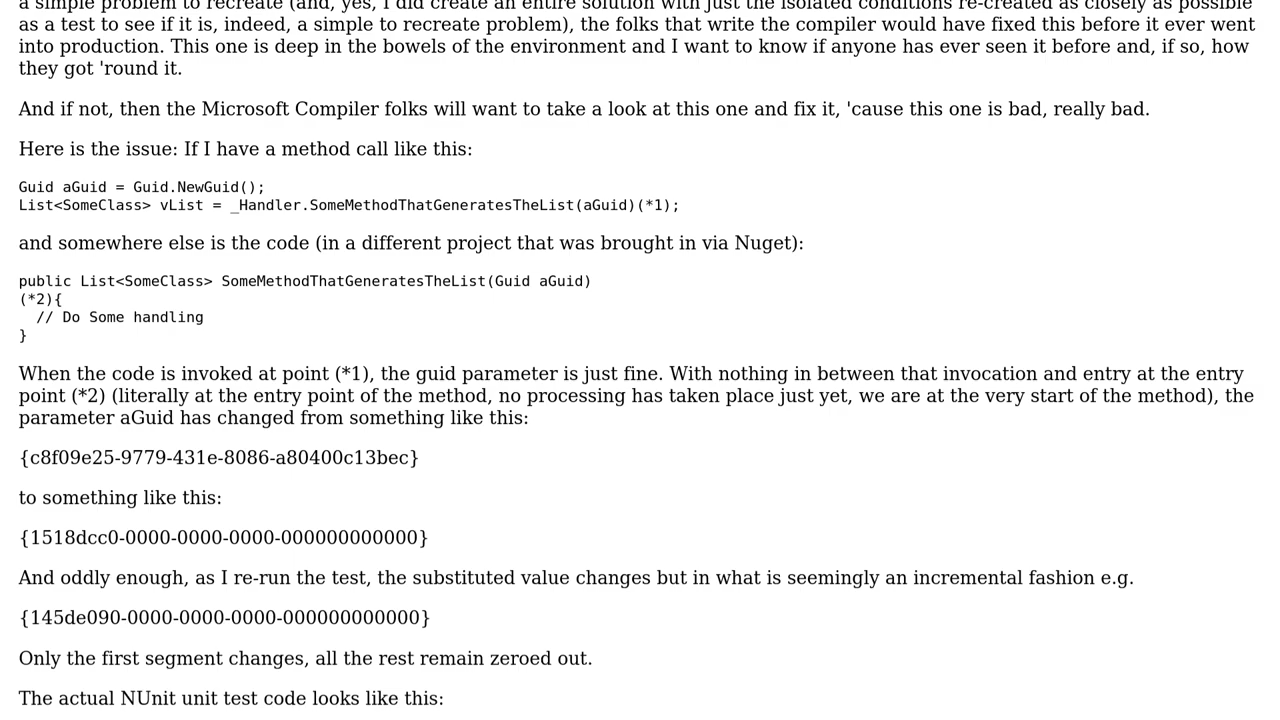 a simple problem to recreate (and, yes, I did create an entire solution with just the isolated conditions re-created as closely as possible
as a test to see if it is, indeed, a simple to recreate problem), the folks that write the compiler would have fixed this before it ever went
into production. This one is deep in the bowels of the environment and I want to know if anyone has ever seen it before and, if so, how
they got 'round it.
And if not, then the Microsoft Compiler folks will want to take a look at this one and fix it, 'cause this one is bad, really bad.
Here is the issue: If I have a method call like this:
Guid aGuid = Guid.NewGuid();
List<SomeClass> vList = _Handler.SomeMethodThatGeneratesTheList(aGuid)(*1);
and somewhere else is the code (in a different project that was brought in via Nuget):
public List<SomeClass> SomeMethodThatGeneratesTheList(Guid aGuid)
(*2){
  // Do Some handling
}
When the code is invoked at point (*1), the guid parameter is just fine. With nothing in between that invocation and entry at the entry
point (*2) (literally at the entry point of the method, no processing has taken place just yet, we are at the very start of the method), the
parameter aGuid has changed from something like this:
{c8f09e25-9779-431e-8086-a80400c13bec}
to something like this:
{1518dcc0-0000-0000-0000-000000000000}
And oddly enough, as I re-run the test, the substituted value changes but in what is seemingly an incremental fashion e.g.
{145de090-0000-0000-0000-000000000000}
Only the first segment changes, all the rest remain zeroed out.
The actual NUnit unit test code looks like this: